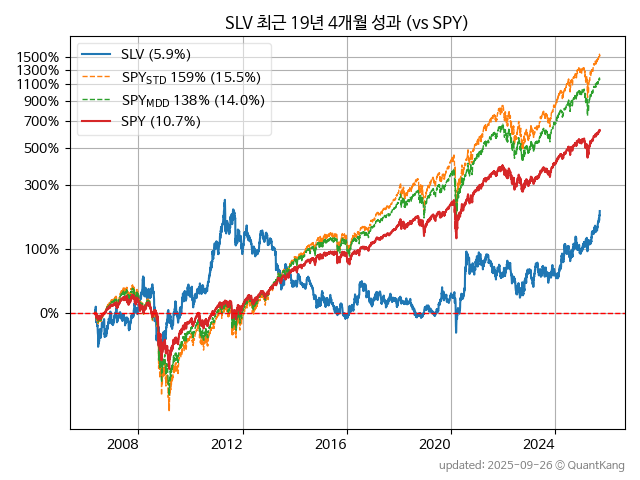 SLV 최근 19년 4개월 성과 (vs SPY)
SLV (5.9%)
SPY_STD 159% (15.5%)
SPY_MDD 138% (14.0%)
SPY (10.7%)
1500%
1300%
1100%
900%
700%
500%
300%
100%
0%
2008 2012 2016 2020 2024
updated: 2025-09-26 © QuantKang